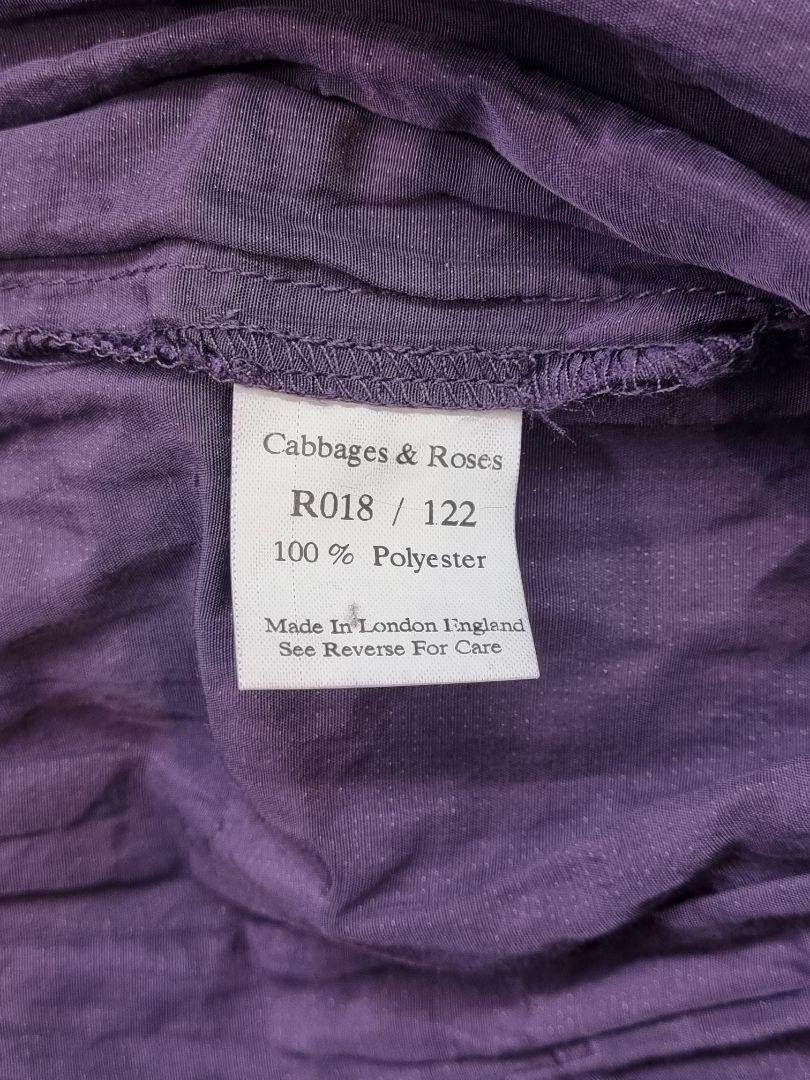 Cabbages & Roses
R018 / 122
100 % Polyester
Made In London England
See Reverse For Care